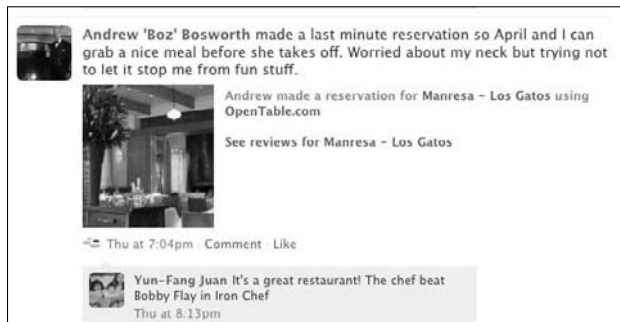 Andrew 'Boz' Bosworth made a last minute reservation so April and I can
grab a nice meal before she takes off. Worried about my neck but trying not
to let it stop me from fun stuff.
Andrew made a reservation for Manresa - Los Gatos using
OpenTable.com
See reviews for Manresa - Los Gatos
Thu at 7:04pm · Comment · Like
Yun-Fang Juan It's a great restaurant! The chef beat
Bobby Flay in Iron Chef
Thu at 8:13pm